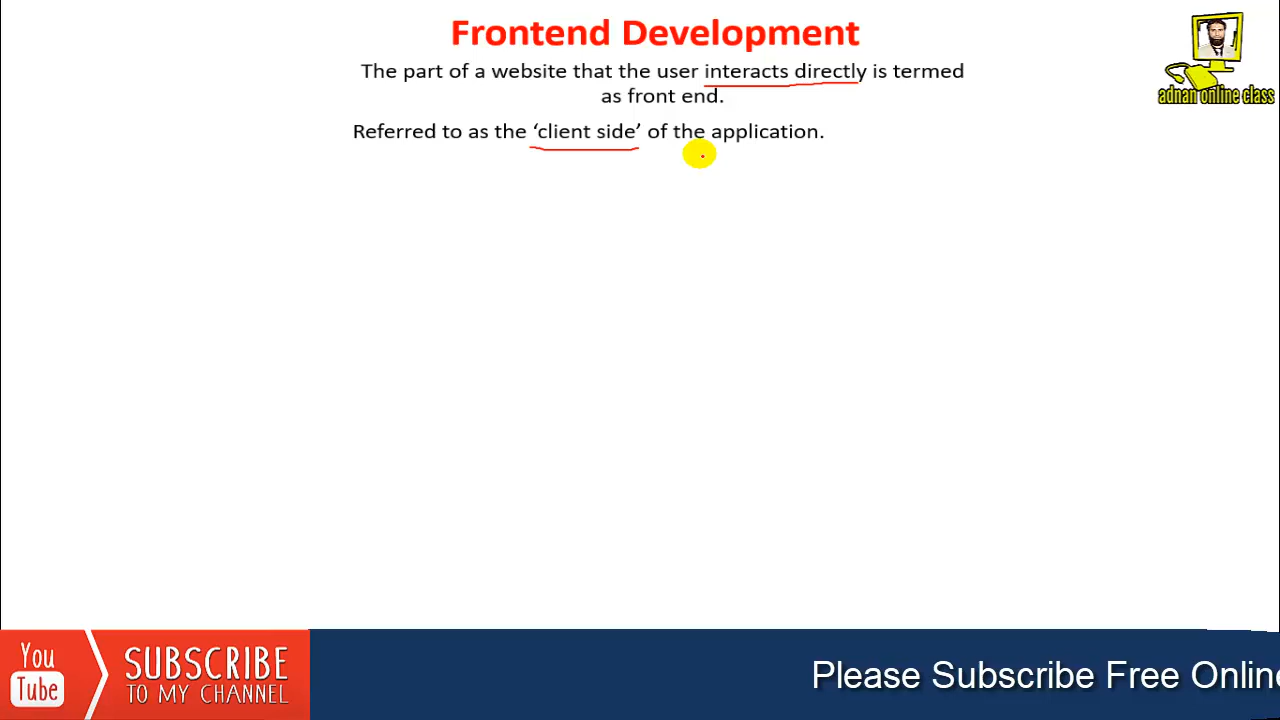 Frontend Development
The part of a website that the user interacts directly is termed
as front end.
Referred to as the ‘client side’ of the application.
adnan online class
You
Tube
SUBSCRIBE
TO MY CHANNEL
Please Subscribe Free Online